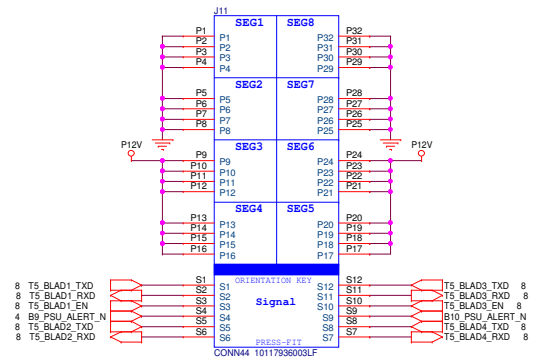 J11
SEG1 SEG8
P1 P1 P32 P32
P2 P2 P31 P31
P3 P3 P30 P30
P4 P4 P29 P29
SEG2 SEG7
P5 P5 P28 P28
P6 P6 P27 P27
P7 P7 P26 P26
P8 P8 P25 P25
P12V SEG3 SEG6 P12V
P9 P9 P24 P24
P10 P10 P23 P23
P11 P11 P22 P22
P12 P12 P21 P21
SEG4 SEG5
P13 P13 P20 P20
P14 P14 P19 P19
P15 P15 P18 P18
P16 P16 P17 P17
ORIENTATION KEY
8 T5_BLAD1_TXD S1 S1 S12 S12 T5_BLAD3_TXD 8
8 T5_BLAD1_RXD S2 S2 S11 S11 T5_BLAD3_RXD 8
8 T5_BLAD1_EN S3 S3 Signal S10 S10 T5_BLAD3_EN 8
4 B9_PSU_ALERT_N S4 S4 S9 S9 B10_PSU_ALERT_N
8 T5_BLAD2_TXD S5 S5 S8 S8 T5_BLAD4_TXD 8
8 T5_BLAD2_RXD S6 S6 S7 S7 T5_BLAD4_RXD 8
PRESS-FIT
CONN44 10117936003LF